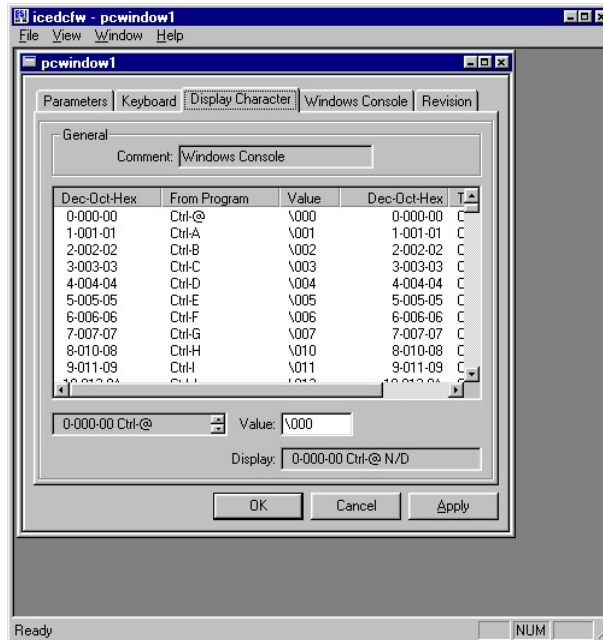 icedcfw - pcwindow1
File View Window Help
pcwindow1
Parameters Keyboard Display Character Windows Console Revision
General
Comment: Windows Console
Dec-Oct-Hex From Program Value Dec-Oct-Hex
0-000-00 Ctrl-@ \000 0-000-00
1-001-01 Ctrl-A \001 1-001-01
2-002-02 Ctrl-B \002 2-002-02
3-003-03 Ctrl-C \003 3-003-03
4-004-04 Ctrl-D \004 4-004-04
5-005-05 Ctrl-E \005 5-005-05
6-006-06 Ctrl-F \006 6-006-06
7-007-07 Ctrl-G \007 7-007-07
8-010-08 Ctrl-H \010 8-010-08
9-011-09 Ctrl-I \011 9-011-09
0-000-00 Ctrl-@ Value: \000
Display: 0-000-00 Ctrl-@ N/D
OK Cancel Apply
Ready NUM